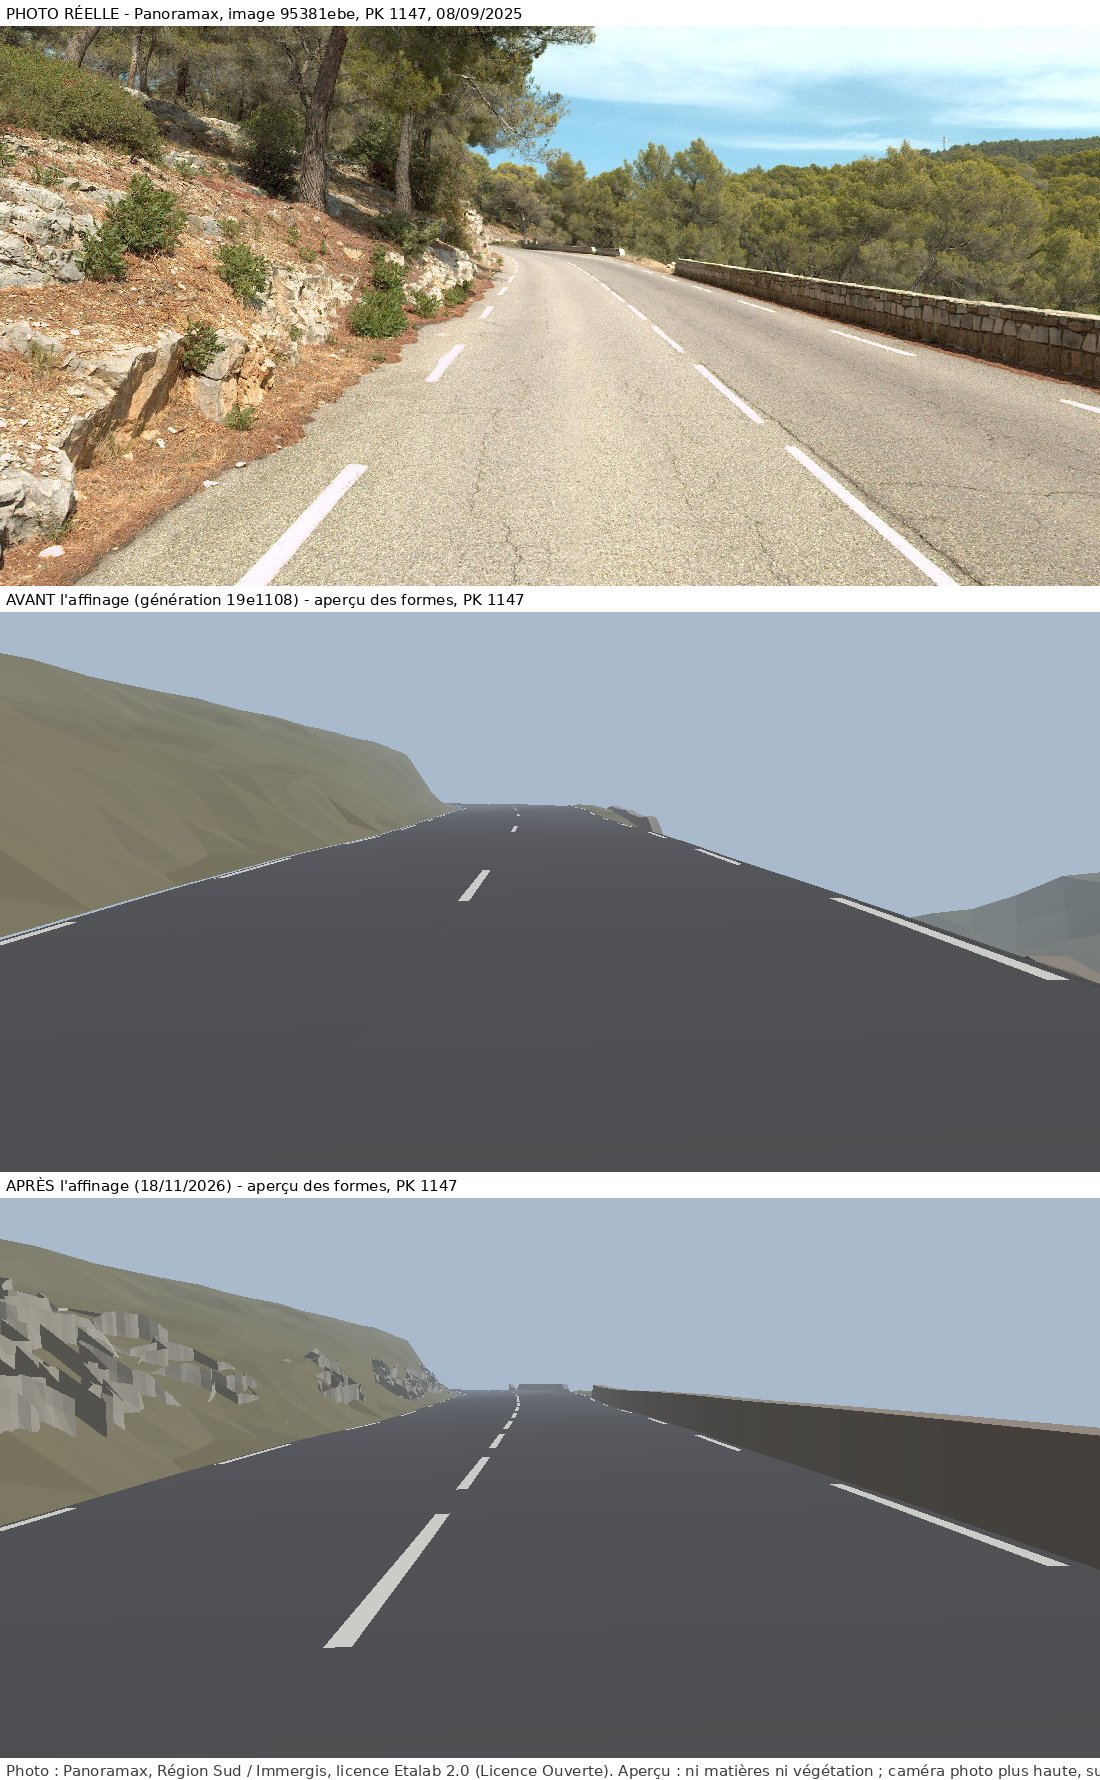 PHOTO RÉELLE - Panoramax, image 95381ebe, PK 1147, 08/09/2025
AVANT l'affinage (génération 19e1108) - aperçu des formes, PK 1147
APRÈS l'affinage (18/11/2026) - aperçu des formes, PK 1147
Photo : Panoramax, Région Sud / Immergis, licence Etalab 2.0 (Licence Ouverte). Aperçu : ni matières ni végétation ; caméra photo plus haute, su